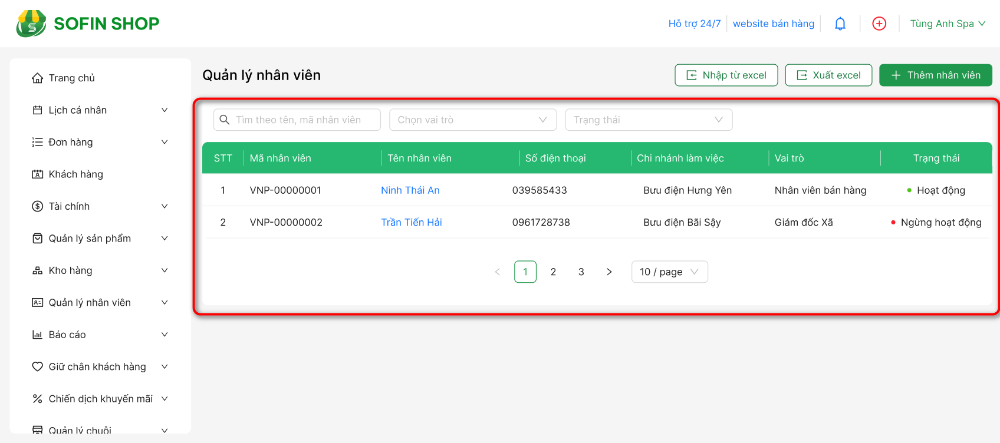 SOFIN SHOP
Hỗ trợ 24/7 website bán hàng Tùng Anh Spa
Trang chủ
Lịch cá nhân
Đơn hàng
Khách hàng
Tài chính
Quản lý sản phẩm
Kho hàng
Quản lý nhân viên
Báo cáo
Giữ chân khách hàng
Chiến dịch khuyến mãi
Quản lý chuỗi
Quản lý nhân viên
Nhập từ excel Xuất excel + Thêm nhân viên
Tìm theo tên, mã nhân viên Chọn vai trò Trạng thái
STT Mã nhân viên Tên nhân viên Số điện thoại Chi nhánh làm việc Vai trò Trạng thái
1 VNP-00000001 Ninh Thái An 039585433 Bưu điện Hưng Yên Nhân viên bán hàng Hoạt động
2 VNP-00000002 Trần Tiến Hải 0961728738 Bưu điện Bãi Sậy Giám đốc Xã Ngừng hoạt động
< 1 2 3 > 10 / page